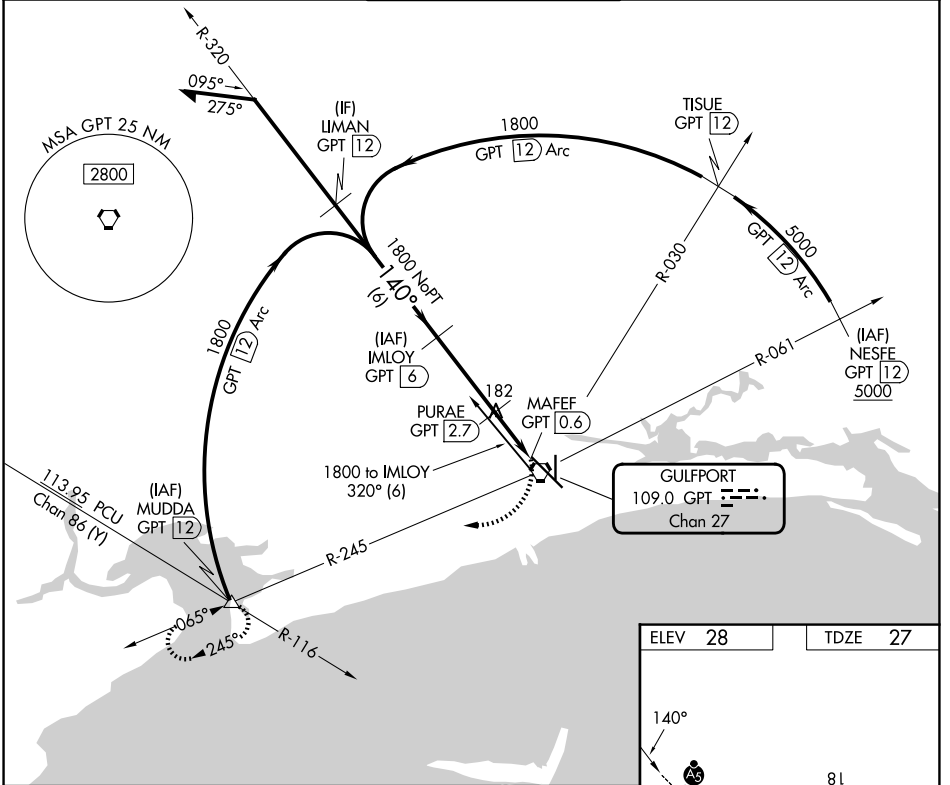 R-320
095°
275°
(IF)
LIMAN
GPT 12
MSA GPT 25 NM
2800
1800
GPT 12 Arc
TISUE
GPT 12
5000
GPT 12 Arc
R-030
R-061
(IAF)
NESFE
GPT 12
5000
1800 NoPT
140°
(6)
1800
GPT 12 Arc
(IAF)
IMLOY
GPT 6
182
PURAE
GPT 2.7
MAFEF
GPT 0.6
1800 to IMLOY
320° (6)
GULFPORT
109.0 GPT
Chan 27
113.95 PCU
Chan 86 (Y)
(IAF)
MUDDA
GPT 12
R-245
065°
245°
R-116
ELEV 28
TDZE 27
140°
A5
18